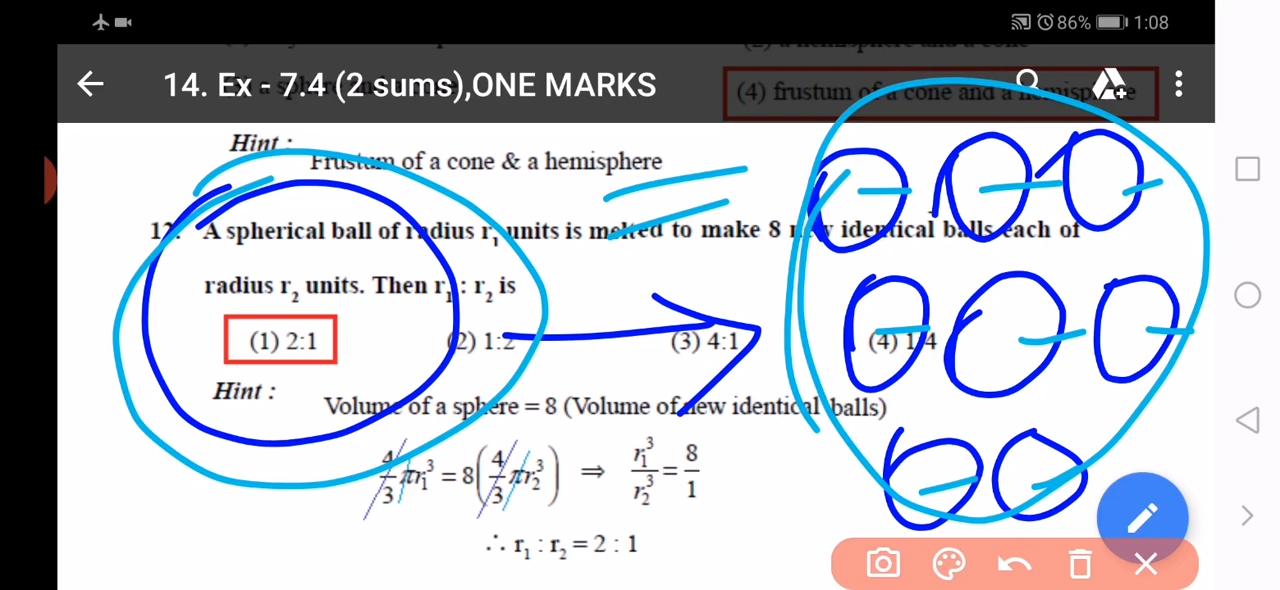 86% 1:08
14. Ex - 7.4 (2 sums),ONE MARKS
(4) frustum of a cone and a hemisphere
Hint :
Frustum of a cone & a hemisphere
12. A spherical ball of radius r₁ units is melted to make 8 new identical balls each of
radius r₂ units. Then r₁ : r₂ is
(1) 2:1 (2) 1:2 (3) 4:1 (4) 1:4
Hint :
Volume of a sphere = 8 (Volume of new identical balls)
4/3 πr₁³ = 8(4/3 πr₂³) ⇒ r₁³/r₂³ = 8/1
∴ r₁ : r₂ = 2 : 1